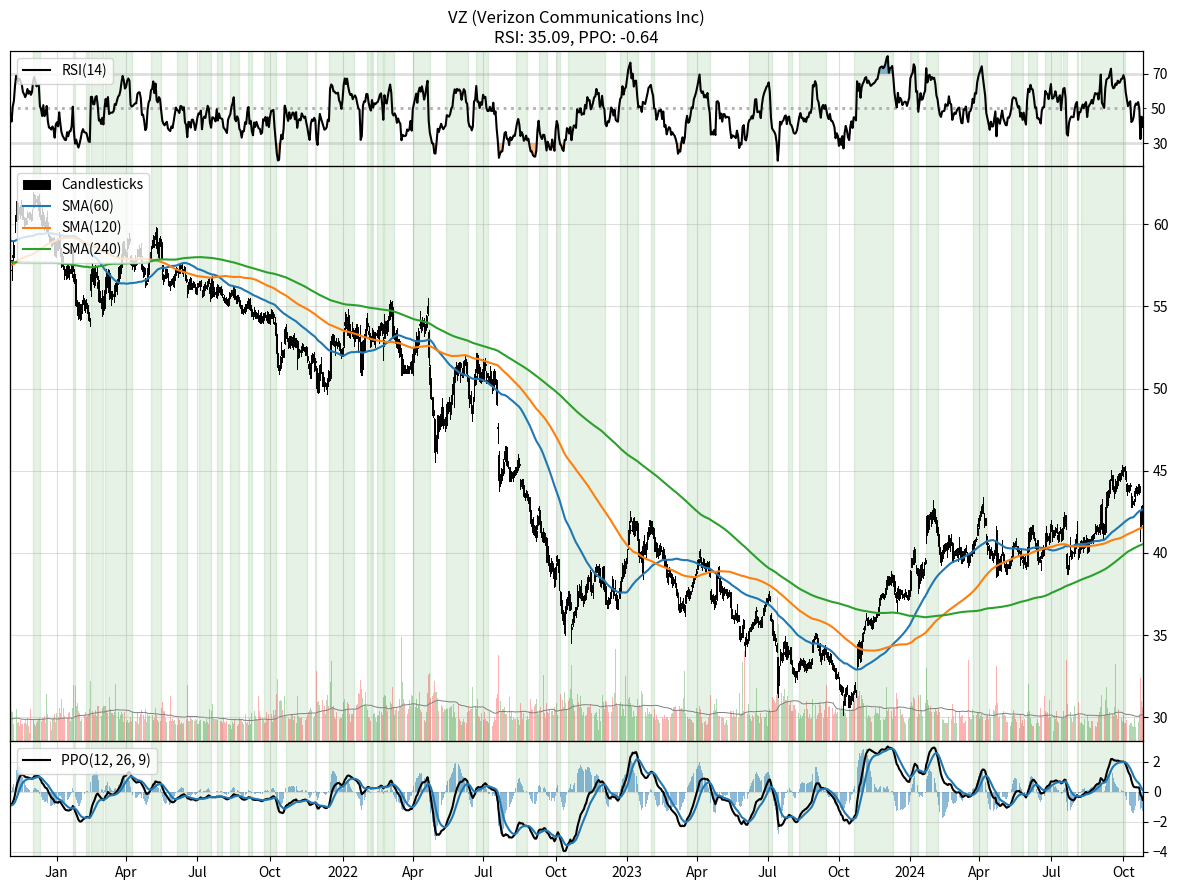 VZ (Verizon Communications Inc)
RSI: 35.09, PPO: -0.64
RSI(14)
70
50
30
Candlesticks
SMA(60)
SMA(120)
SMA(240)
60
55
50
45
40
35
30
PPO(12, 26, 9)
2
0
−2
−4
Jan Apr Jul Oct 2022 Apr Jul Oct 2023 Apr Jul Oct 2024 Apr Jul Oct